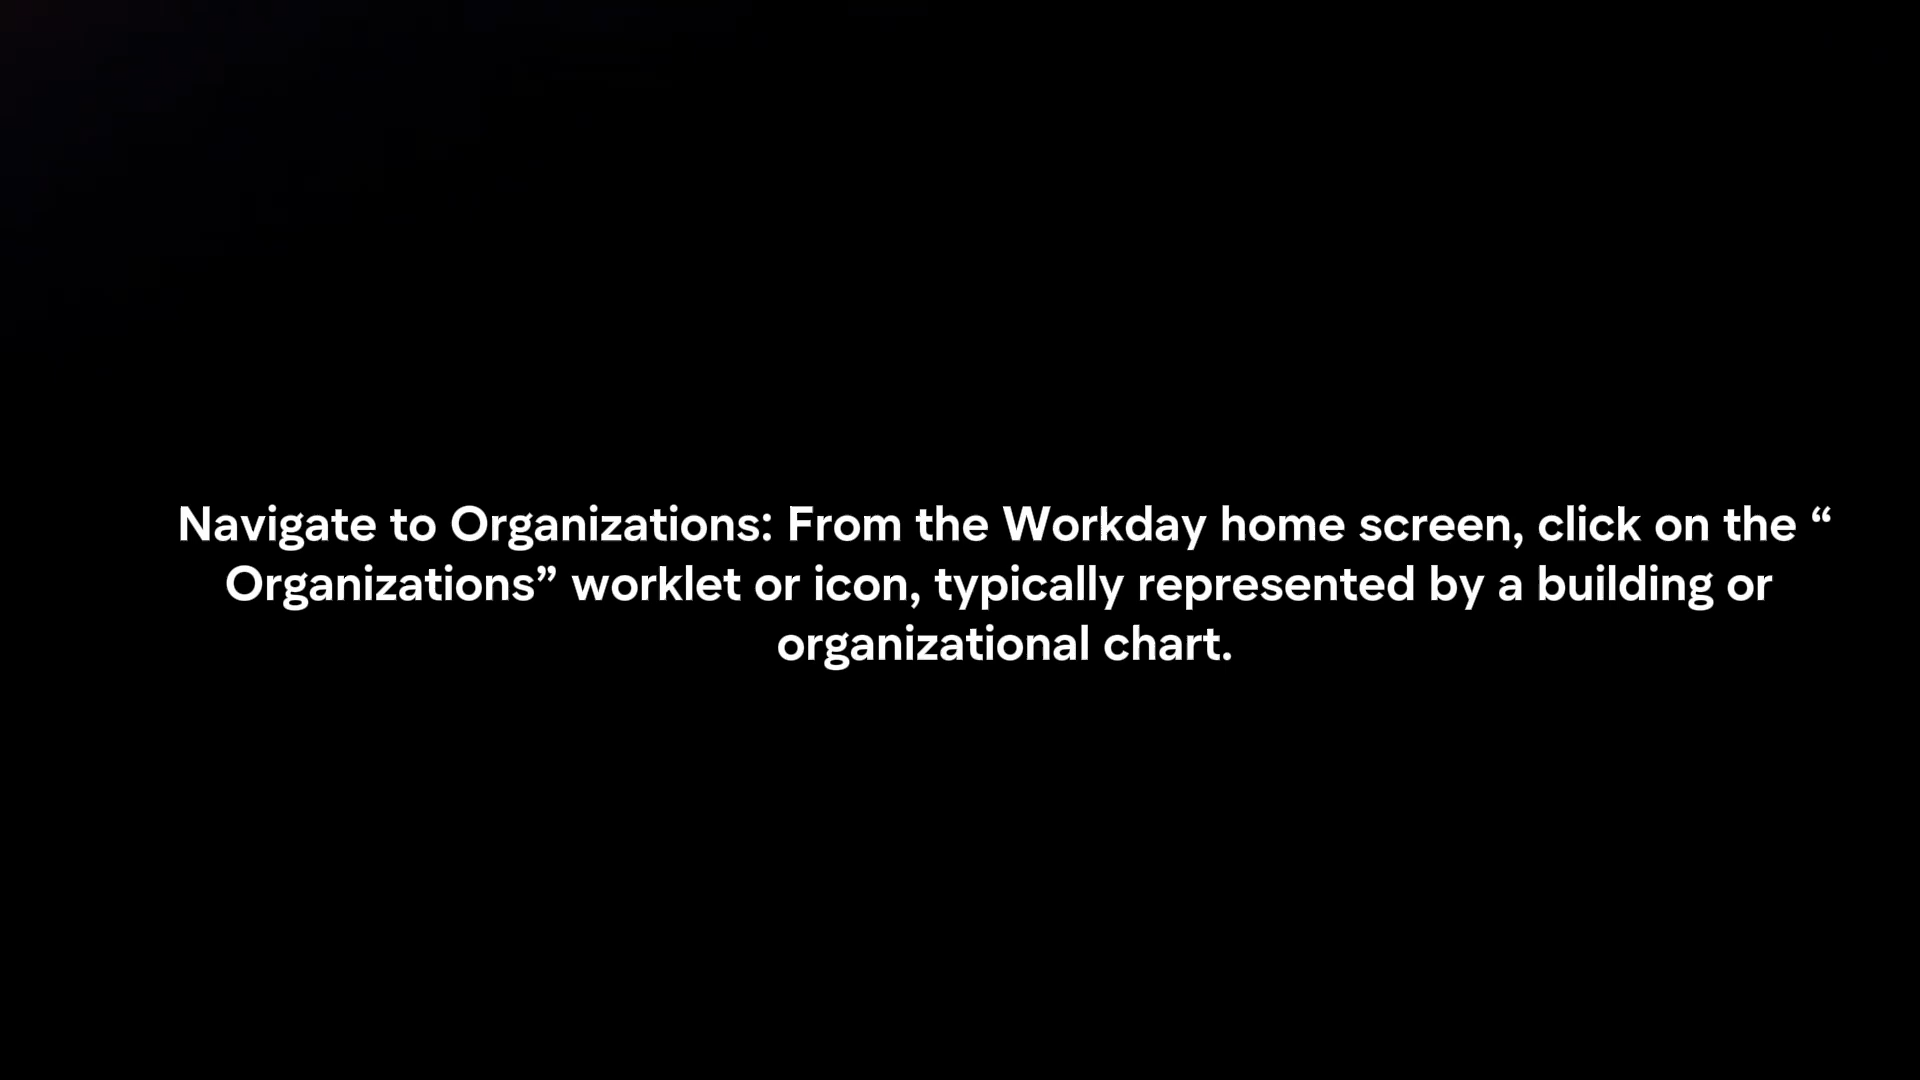 Navigate to Organizations: From the Workday home screen, click on the “
Organizations” worklet or icon, typically represented by a building or
organizational chart.